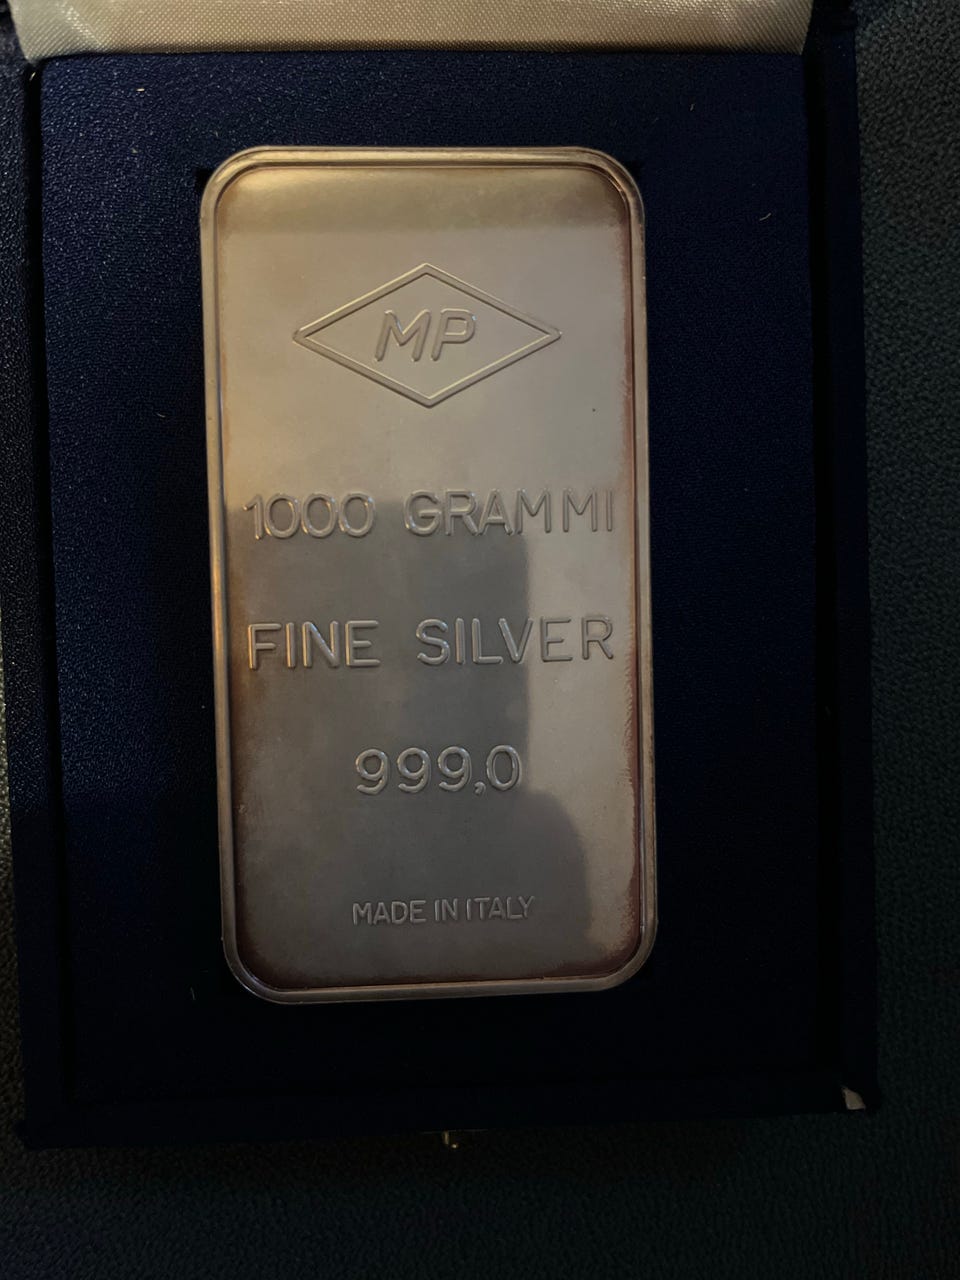 MP
1000 GRAMMI
FINE SILVER
999,0
MADE IN ITALY